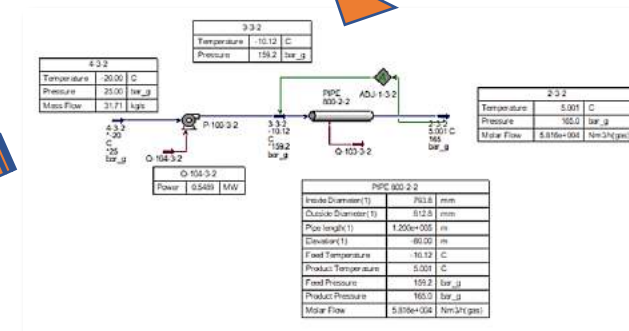 3-3-2
Temperature -10.12 C
Pressure 159.2 bar_g
4-3-2
Temperature -20.00 C
Pressure 25.00 bar_g
Mass Flow 31.71 kg/s
PIPE
800-2-2
ADJ-1-3-2
2-3-2
Temperature 5.001 C
Pressure 165.0 bar_g
Molar Flow 5.816e+004 Nm3/h(gas)
4-3-2
-20
C
*25
bar_g
P-100-3-2
3-3-2
-10.12
C
*159.2
bar_g
2-3-2
5.001 C
165
bar_g
Q-104-3-2
Q-103-3-2
Q-104-3-2
Power 0.5489 MW
PIPE 800-2-2
Inside Diameter(1) 763.6 mm
Outside Diameter(1) 812.8 mm
Pipe length(1) 1.200e+005 m
Elevation(1) -80.00 m
Feed Temperature -10.12 C
Product Temperature 5.001 C
Feed Pressure 159.2 bar_g
Product Pressure 165.0 bar_g
Molar Flow 5.816e+004 Nm3/h(gas)